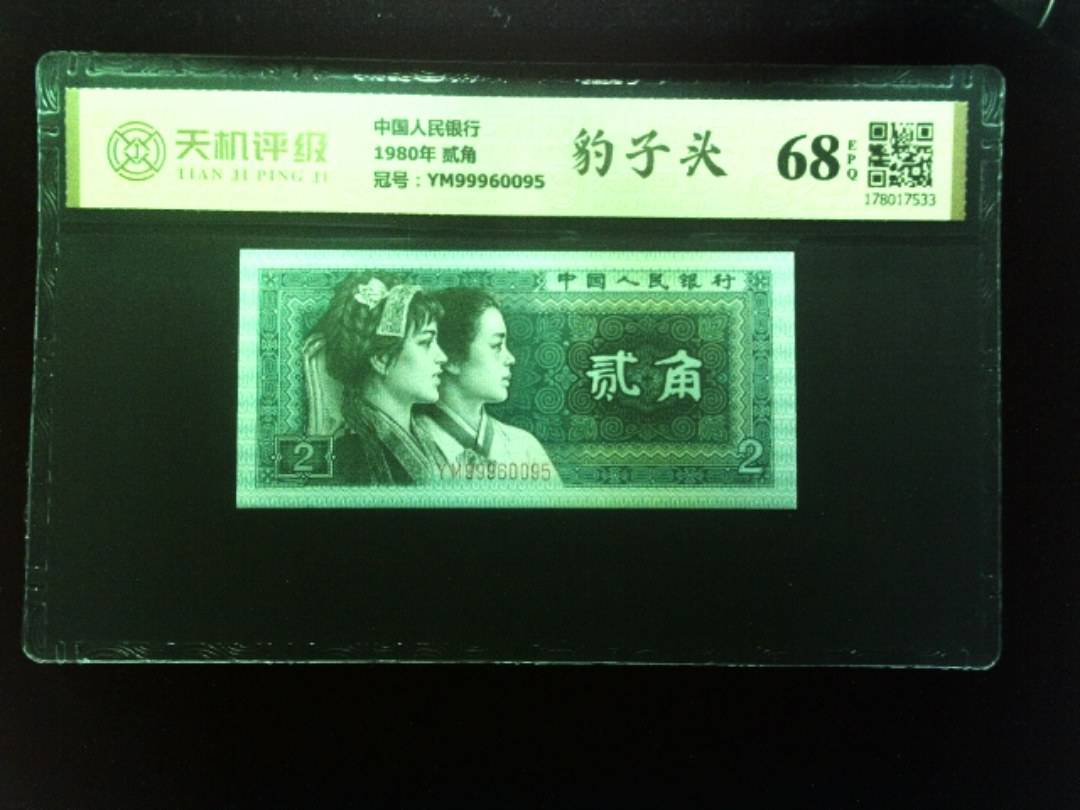 天机评级
TIAN JI PING JI
中国人民银行
1980年 贰角
冠号：YM99960095
豹子头
68
EPQ
178017533
中国人民银行
贰角
2
YM99960095
2